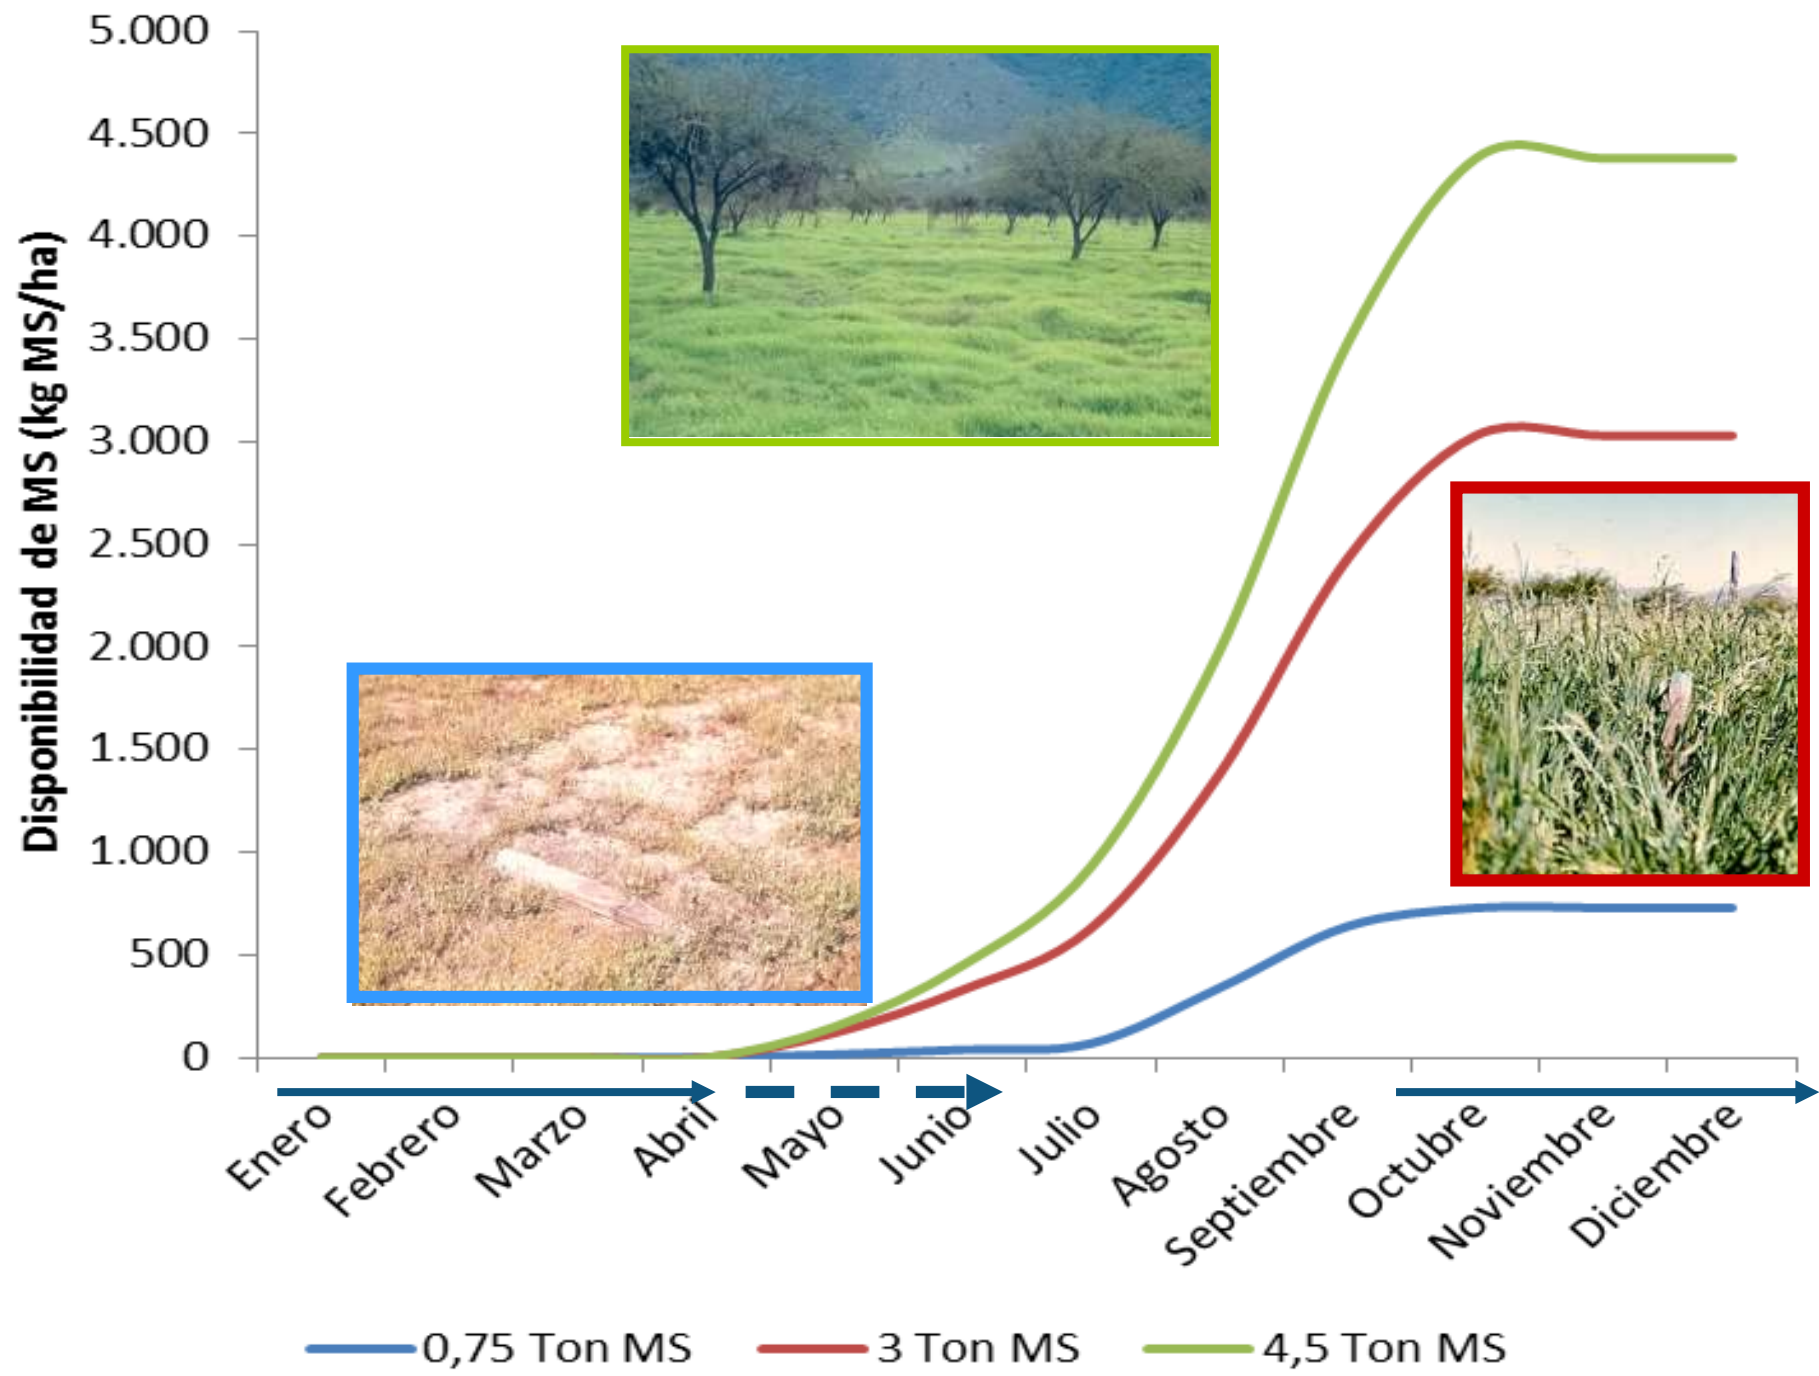 Disponibilidad de MS (kg MS/ha)
5.000
4.500
4.000
3.500
3.000
2.500
2.000
1.500
1.000
500
0
Enero
Febrero
Marzo
Abril
Mayo
Junio
Julio
Agosto
Septiembre
Octubre
Noviembre
Diciembre
0,75 Ton MS
3 Ton MS
4,5 Ton MS